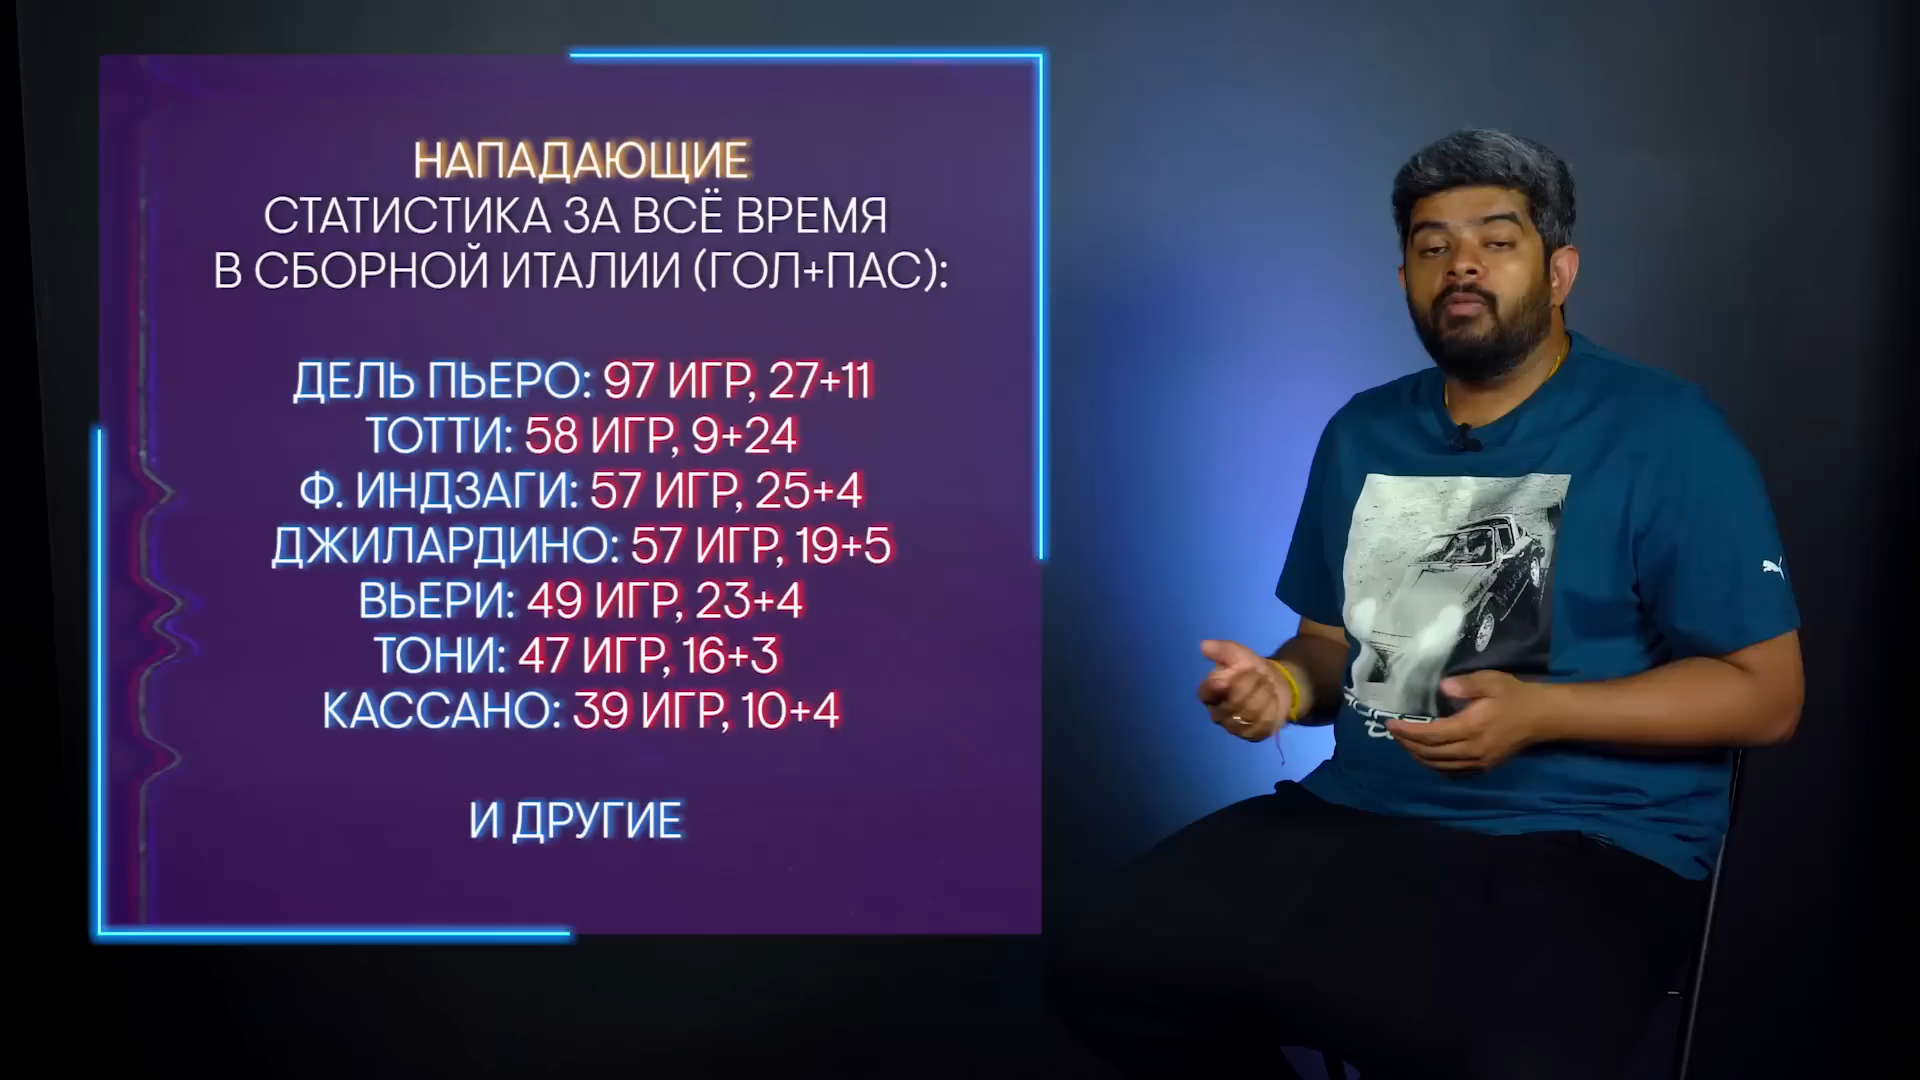 НАПАДАЮЩИЕ
СТАТИСТИКА ЗА ВСЁ ВРЕМЯ
В СБОРНОЙ ИТАЛИИ (ГОЛ+ПАС):
ДЕЛЬ ПЬЕРО: 97 ИГР, 27+11
ТОТТИ: 58 ИГР, 9+24
Ф. ИНДЗАГИ: 57 ИГР, 25+4
ДЖИЛАРДИНО: 57 ИГР, 19+5
ВЬЕРИ: 49 ИГР, 23+4
ТОНИ: 47 ИГР, 16+3
КАССАНО: 39 ИГР, 10+4
И ДРУГИЕ